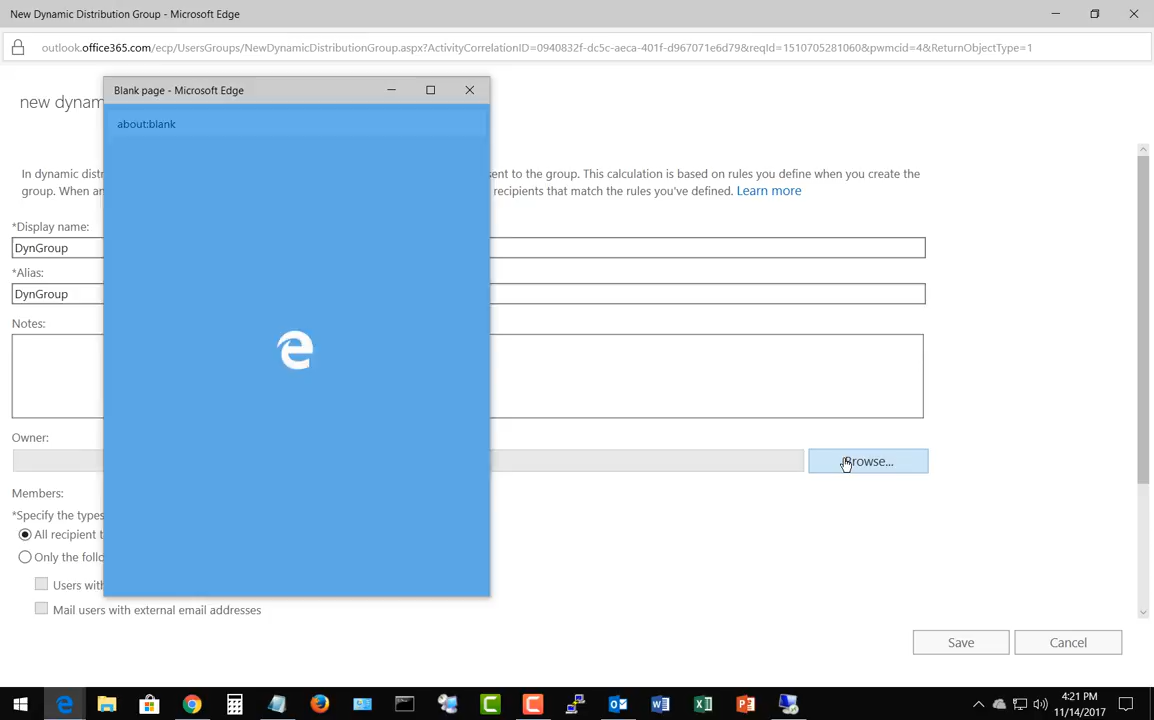 New Dynamic Distribution Group - Microsoft Edge
outlook.office365.com/ecp/UsersGroups/NewDynamicDistributionGroup.aspx?ActivityCorrelationID=0940832f-dc5c-aeca-401f-d967071e6d79&reqId=1510705281060&pwmcid=4&ReturnObjectType=1
Blank page - Microsoft Edge
about:blank
new dynam
In dynamic distr
ent to the group. This calculation is based on rules you define when you create the
group. When an
recipients that match the rules you've defined. Learn more
*Display name:
DynGroup
*Alias:
DynGroup
Notes:
Owner:
Browse...
Members:
*Specify the types
All recipient t
Only the follo
Users with
Mail users with external email addresses
Save
Cancel
4:21 PM
11/14/2017